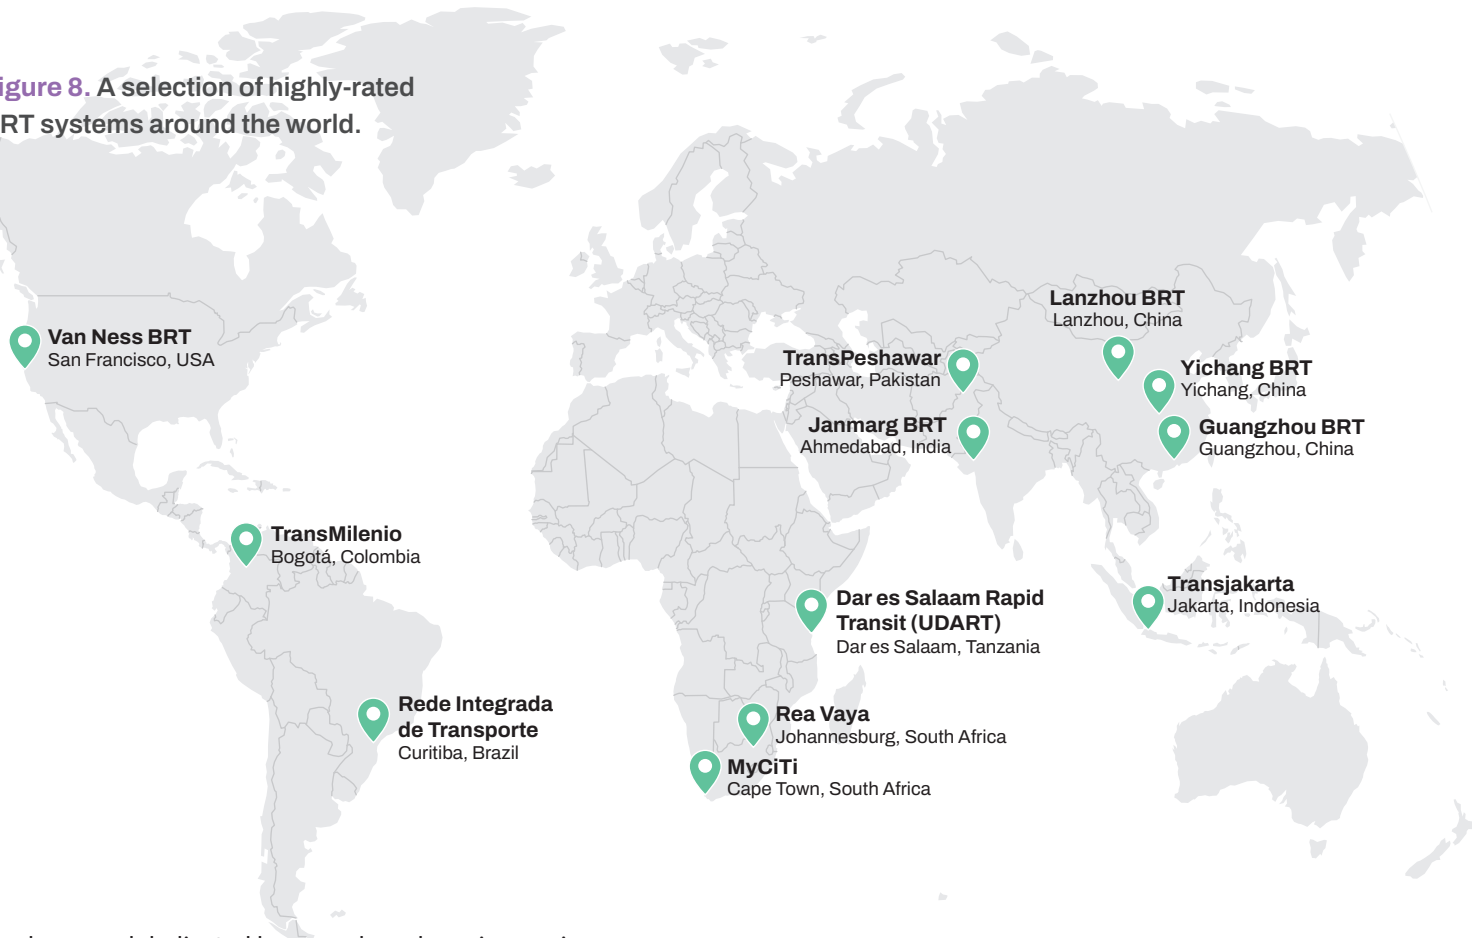 igure 8. A selection of highly-rated
RT systems around the world.
Van Ness BRT
San Francisco, USA
Lanzhou BRT
Lanzhou, China
TransPeshawar
Peshawar, Pakistan
Yichang BRT
Yichang, China
Janmarg BRT
Ahmedabad, India
Guangzhou BRT
Guangzhou, China
TransMilenio
Bogotá, Colombia
Transjakarta
Jakarta, Indonesia
Dar es Salaam Rapid
Transit (UDART)
Dar es Salaam, Tanzania
Rede Integrada
de Transporte
Curitiba, Brazil
Rea Vaya
Johannesburg, South Africa
MyCiTi
Cape Town, South Africa